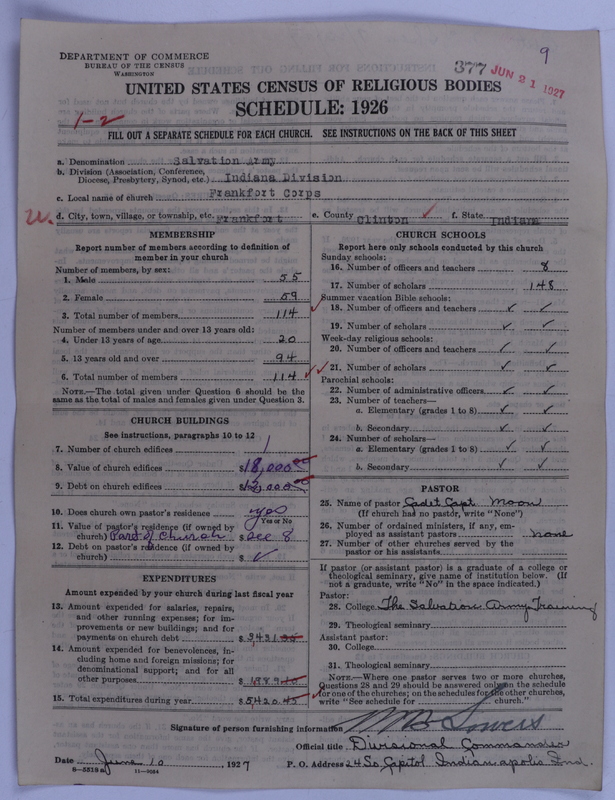 9
DEPARTMENT OF COMMERCE
BUREAU OF THE CENSUS
WASHINGTON
377 JUN 21 1927
UNITED STATES CENSUS OF RELIGIOUS BODIES
SCHEDULE: 1926
1-2
FILL OUT A SEPARATE SCHEDULE FOR EACH CHURCH. SEE INSTRUCTIONS ON THE BACK OF THIS SHEET
a. Denomination Salvation Army
b. Division (Association, Conference,
Diocese, Presbytery, Synod, etc.) Indiana Division
c. Local name of church Frankfort Corps
d. City, town, village, or township, etc. Frankfort e. County Clinton f. State Indiana
MEMBERSHIP
Report number of members according to definition of
member in your church
Number of members, by sex:
1. Male 55
2. Female 59
3. Total number of members 114
Number of members under and over 13 years old:
4. Under 13 years of age 20
5. 13 years old and over 94
6. Total number of members 114
NOTE.—The total given under Question 6 should be the
same as the total of males and females given under Question 3.
CHURCH BUILDINGS
See instructions, paragraphs 10 to 12
7. Number of church edifices 1
8. Value of church edifices $18,000.00
9. Debt on church edifices
10. Does church own pastor's residence yes
Yes or No
11. Value of pastor's residence (if owned by
church) Part of Church $ See 8
12. Debt on pastor's residence (if owned by
church) $ ✓
EXPENDITURES
Amount expended by your church during last fiscal year
13. Amount expended for salaries, repairs,
and other running expenses; for im-
provements or new buildings; and for
payments on church debt $3431
14. Amount expended for benevolences, in-
cluding home and foreign missions; for
denominational support; and for all
other purposes $1989
15. Total expenditures during year $5420.45
CHURCH SCHOOLS
Report here only schools conducted by this church
Sunday schools:
16. Number of officers and teachers 8
17. Number of scholars 148
Summer vacation Bible schools:
18. Number of officers and teachers ✓ ✓
19. Number of scholars ✓ ✓
Week-day religious schools:
20. Number of officers and teachers ✓ ✓
21. Number of scholars ✓ ✓
Parochial schools:
22. Number of administrative officers ✓ ✓
23. Number of teachers—
a. Elementary (grades 1 to 8) ✓ ✓
b. Secondary ✓ ✓
24. Number of scholars—
a. Elementary (grades 1 to 8) ✓ ✓
b. Secondary ✓ ✓
PASTOR
25. Name of pastor Cadet Capt. Moon
(If church has no pastor, write "None")
26. Number of ordained ministers, if any, em-
ployed as assistant pastors none
27. Number of other churches served by the
pastor or his assistants
If pastor (or assistant pastor) is a graduate of a college or
theological seminary, give name of institution below. (If
not a graduate, write "None" in the space indicated.)
Pastor:
28. College The Salvation Army Training
29. Theological seminary
Assistant pastor:
30. College
31. Theological seminary
NOTE.—Where one pastor serves two or more churches,
Questions 28 and 29 should be answered only on the schedule
for one of the churches; on the schedules for the other churches,
write "See schedule for church."
Signature of person furnishing information
Official title Divisional Commander
Date June 10 1927 P. O. Address 24 So Capitol Indianapolis Ind.
8-5518a 11-9054